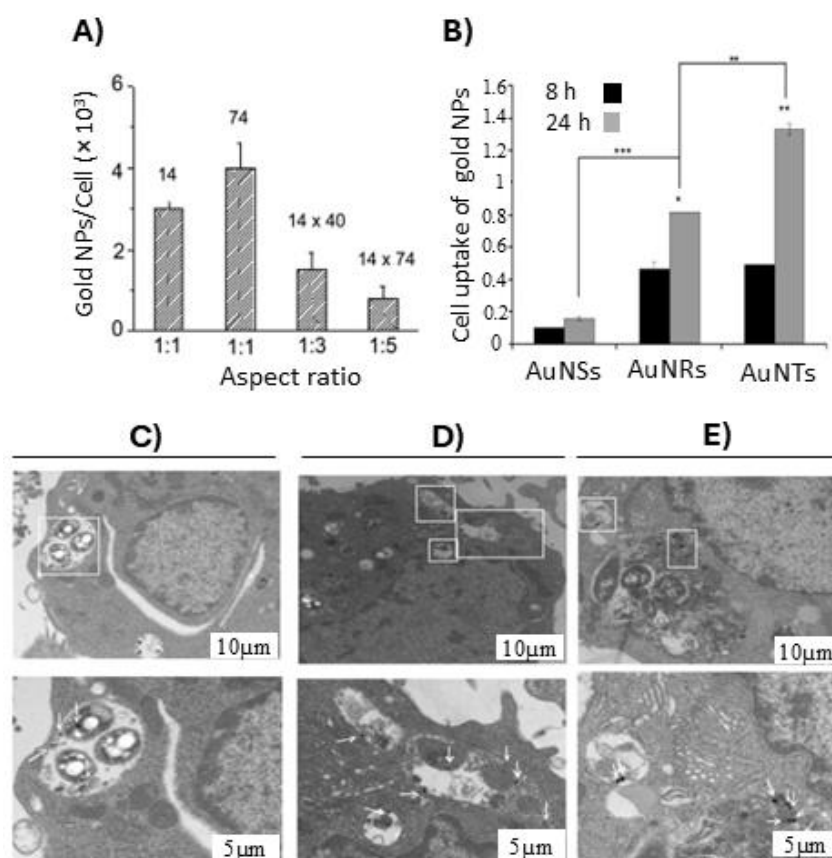 A)
Gold NPs/Cell (×10³)
6
4
3
0
14
74
14 x 40
14 x 74
1:1
1:1
1:3
1:5
Aspect ratio
B)
Cell uptake of gold NPs
8 h
24 h
1.6
1.4
1.2
1
0.8
0.6
0.4
0.2
0
***
*
**
**
AuNSs
AuNRs
AuNTs
C)
D)
E)
10μm
10μm
10μm
5μm
5μm
5μm